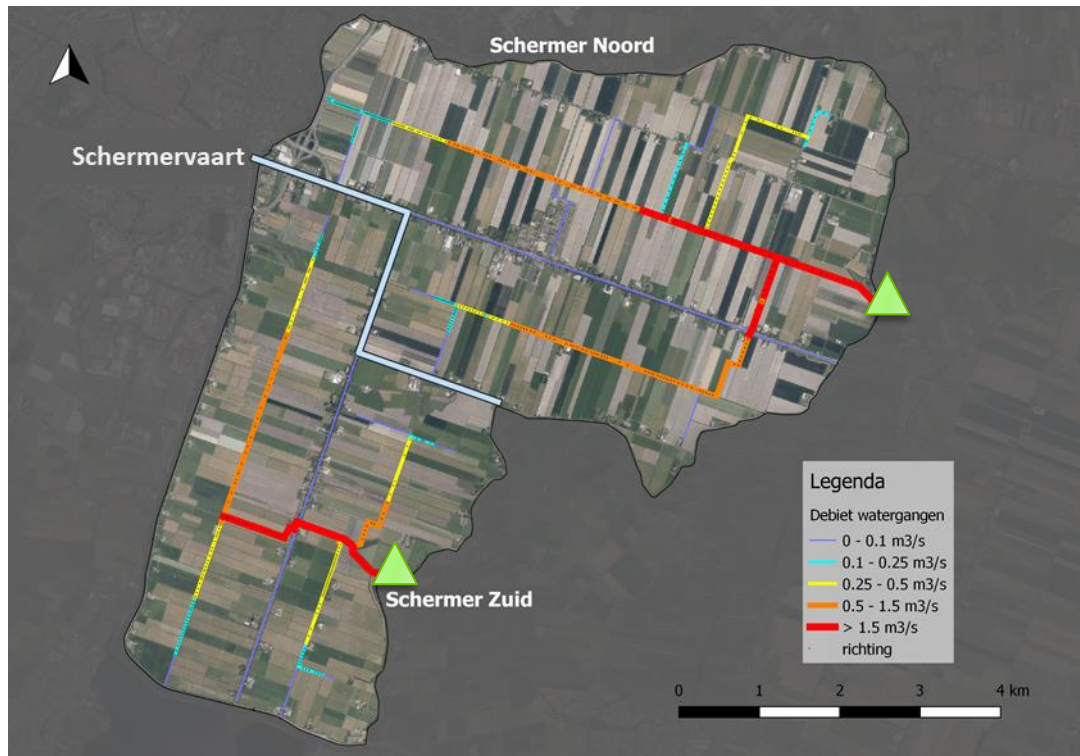 Schermer Noord
Schermervaart
Schermer Zuid
Legenda
Debiet watergangen
0 - 0.1 m3/s
0.1 - 0.25 m3/s
0.25 - 0.5 m3/s
0.5 - 1.5 m3/s
> 1.5 m3/s
richting
0 1 2 3 4 km